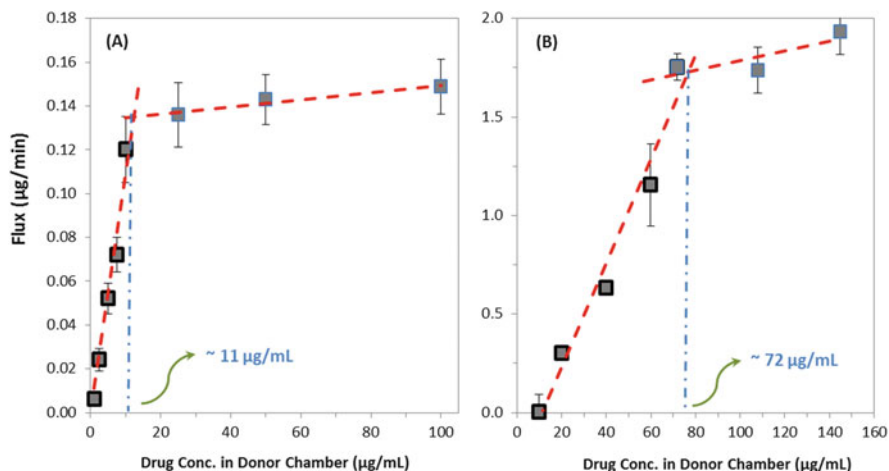 (A)
Flux (µg/min)
0.18
0.16
0.14
0.12
0.10
0.08
0.06
0.04
0.02
0.00
~ 11 µg/mL
0 20 40 60 80 100
Drug Conc. in Donor Chamber (µg/mL)
(B)
2.0
1.5
1.0
0.5
0.0
~ 72 µg/mL
0 20 40 60 80 100 120 140 160
Drug Conc. in Donor Chamber (µg/mL)